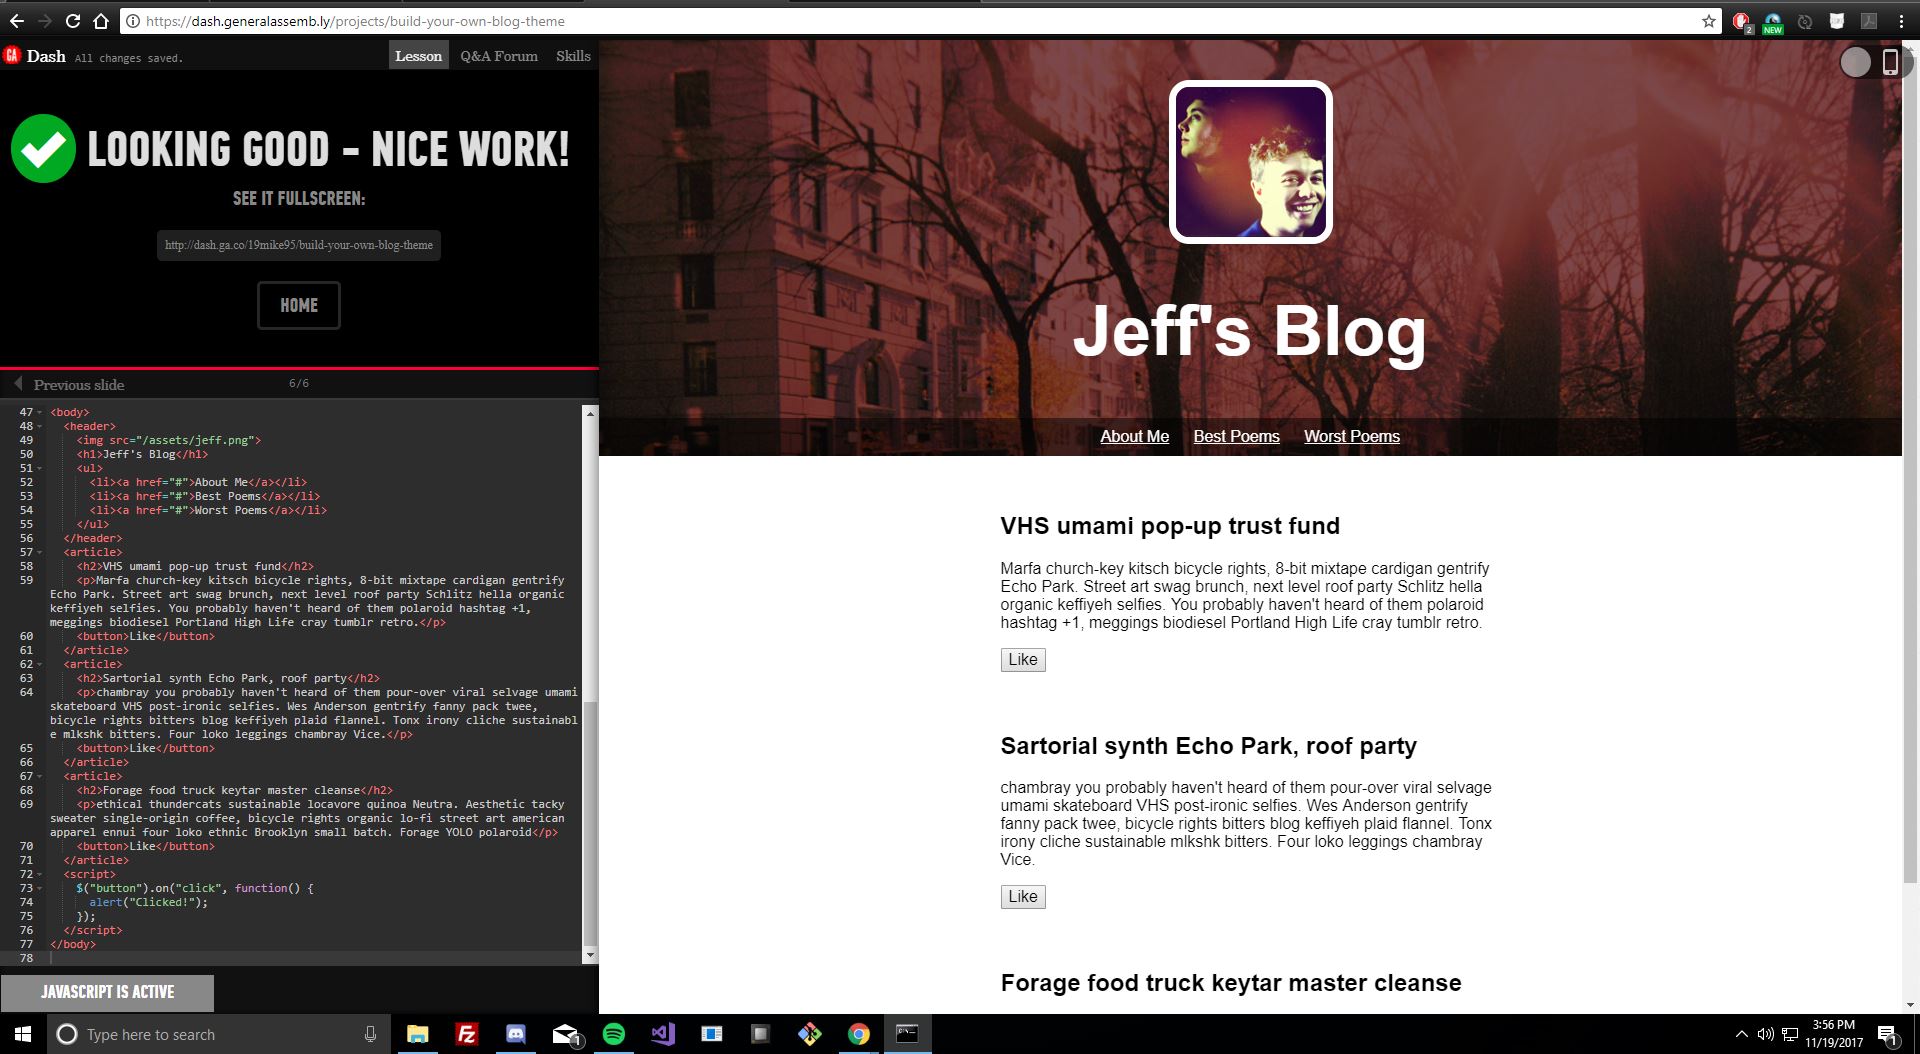 https://dash.generalassemb.ly/projects/build-your-own-blog-theme
2
NEW
GA
Dash All changes saved.
Lesson Q&A Forum Skills
LOOKING GOOD - NICE WORK!
SEE IT FULLSCREEN:
http://dash.ga.co/19mike95/build-your-own-blog-theme
HOME
Previous slide
6/6
47 <body>
48 <header>
49 <img src="/assets/jeff.png">
50 <h1>Jeff's Blog</h1>
51 <ul>
52 <li><a href="#">About Me</a></li>
53 <li><a href="#">Best Poems</a></li>
54 <li><a href="#">Worst Poems</a></li>
55 </ul>
56 </header>
57 <article>
58 <h2>VHS umami pop-up trust fund</h2>
59 <p>Marfa church-key kitsch bicycle rights, 8-bit mixtape cardigan gentrify
Echo Park. Street art swag brunch, next level roof party Schlitz hella organic
keffiyeh selfies. You probably haven't heard of them polaroid hashtag +1,
meggings biodiesel Portland High Life cray tumblr retro.</p>
60 <button>Like</button>
61 </article>
62 <article>
63 <h2>Sartorial synth Echo Park, roof party</h2>
64 <p>chambray you probably haven't heard of them pour-over viral selvage umami
skateboard VHS post-ironic selfies. Wes Anderson gentrify fanny pack twee,
bicycle rights bitters blog keffiyeh plaid flannel. Tonx irony cliche sustainabl
e mlkshk bitters. Four loko leggings chambray Vice.</p>
65 <button>Like</button>
66 </article>
67 <article>
68 <h2>Forage food truck keytar master cleanse</h2>
69 <p>ethical thundercats sustainable locavore quinoa Neutra. Aesthetic tacky
sweater single-origin coffee, bicycle rights organic lo-fi street art american
apparel ennui four loko ethnic Brooklyn small batch. Forage YOLO polaroid</p>
70 <button>Like</button>
71 </article>
72 <script>
73 $("button").on("click", function() {
74 alert("Clicked!");
75 });
76 </script>
77 </body>
78
JAVASCRIPT IS ACTIVE
Jeff's Blog
About Me Best Poems Worst Poems
VHS umami pop-up trust fund
Marfa church-key kitsch bicycle rights, 8-bit mixtape cardigan gentrify
Echo Park. Street art swag brunch, next level roof party Schlitz hella
organic keffiyeh selfies. You probably haven't heard of them polaroid
hashtag +1, meggings biodiesel Portland High Life cray tumblr retro.
Like
Sartorial synth Echo Park, roof party
chambray you probably haven't heard of them pour-over viral selvage
umami skateboard VHS post-ironic selfies. Wes Anderson gentrify
fanny pack twee, bicycle rights bitters blog keffiyeh plaid flannel. Tonx
irony cliche sustainable mlkshk bitters. Four loko leggings chambray
Vice.
Like
Forage food truck keytar master cleanse
Type here to search
Fz
1
3:56 PM
11/19/2017
1